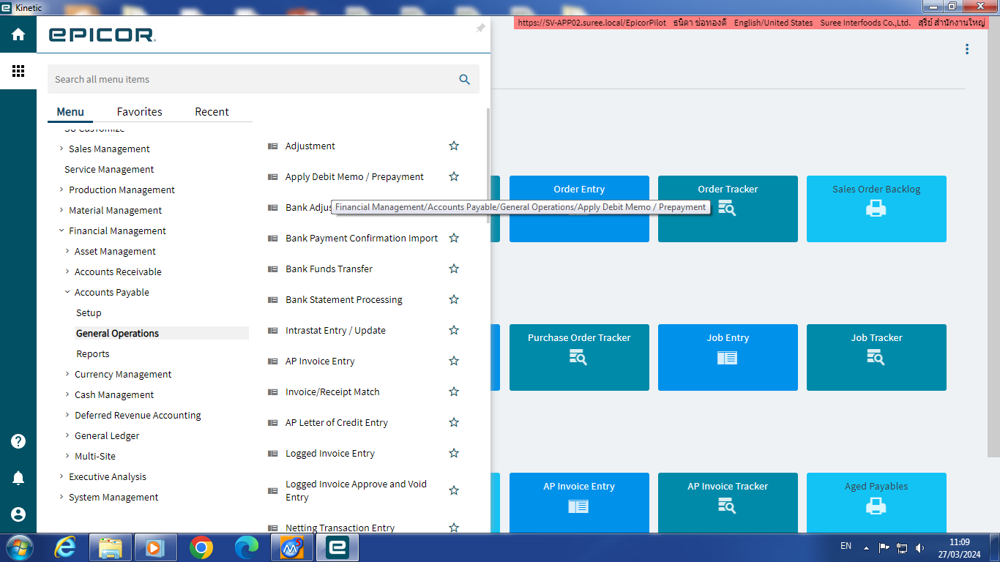 Kinetic
https://SV-APP02.suree.local/EpicorPilot ธนิดา ช่อทองดี English/United States Suree Interfoods Co.,Ltd. สุรีย์ สำนักงานใหญ่
EPICOR
Search all menu items
Menu Favorites Recent
Sales Management
Service Management
Production Management
Material Management
Financial Management
Asset Management
Accounts Receivable
Accounts Payable
Setup
General Operations
Reports
Currency Management
Cash Management
Deferred Revenue Accounting
General Ledger
Multi-Site
Executive Analysis
System Management
Adjustment
Apply Debit Memo / Prepayment
Bank Adjus
Financial Management/Accounts Payable/General Operations/Apply Debit Memo / Prepayment
Bank Payment Confirmation Import
Bank Funds Transfer
Bank Statement Processing
Intrastat Entry / Update
AP Invoice Entry
Invoice/Receipt Match
AP Letter of Credit Entry
Logged Invoice Entry
Logged Invoice Approve and Void
Entry
Netting Transaction Entry
Order Entry
Order Tracker
Sales Order Backlog
Purchase Order Tracker
Job Entry
Job Tracker
AP Invoice Entry
AP Invoice Tracker
Aged Payables
EN
11:09
27/03/2024